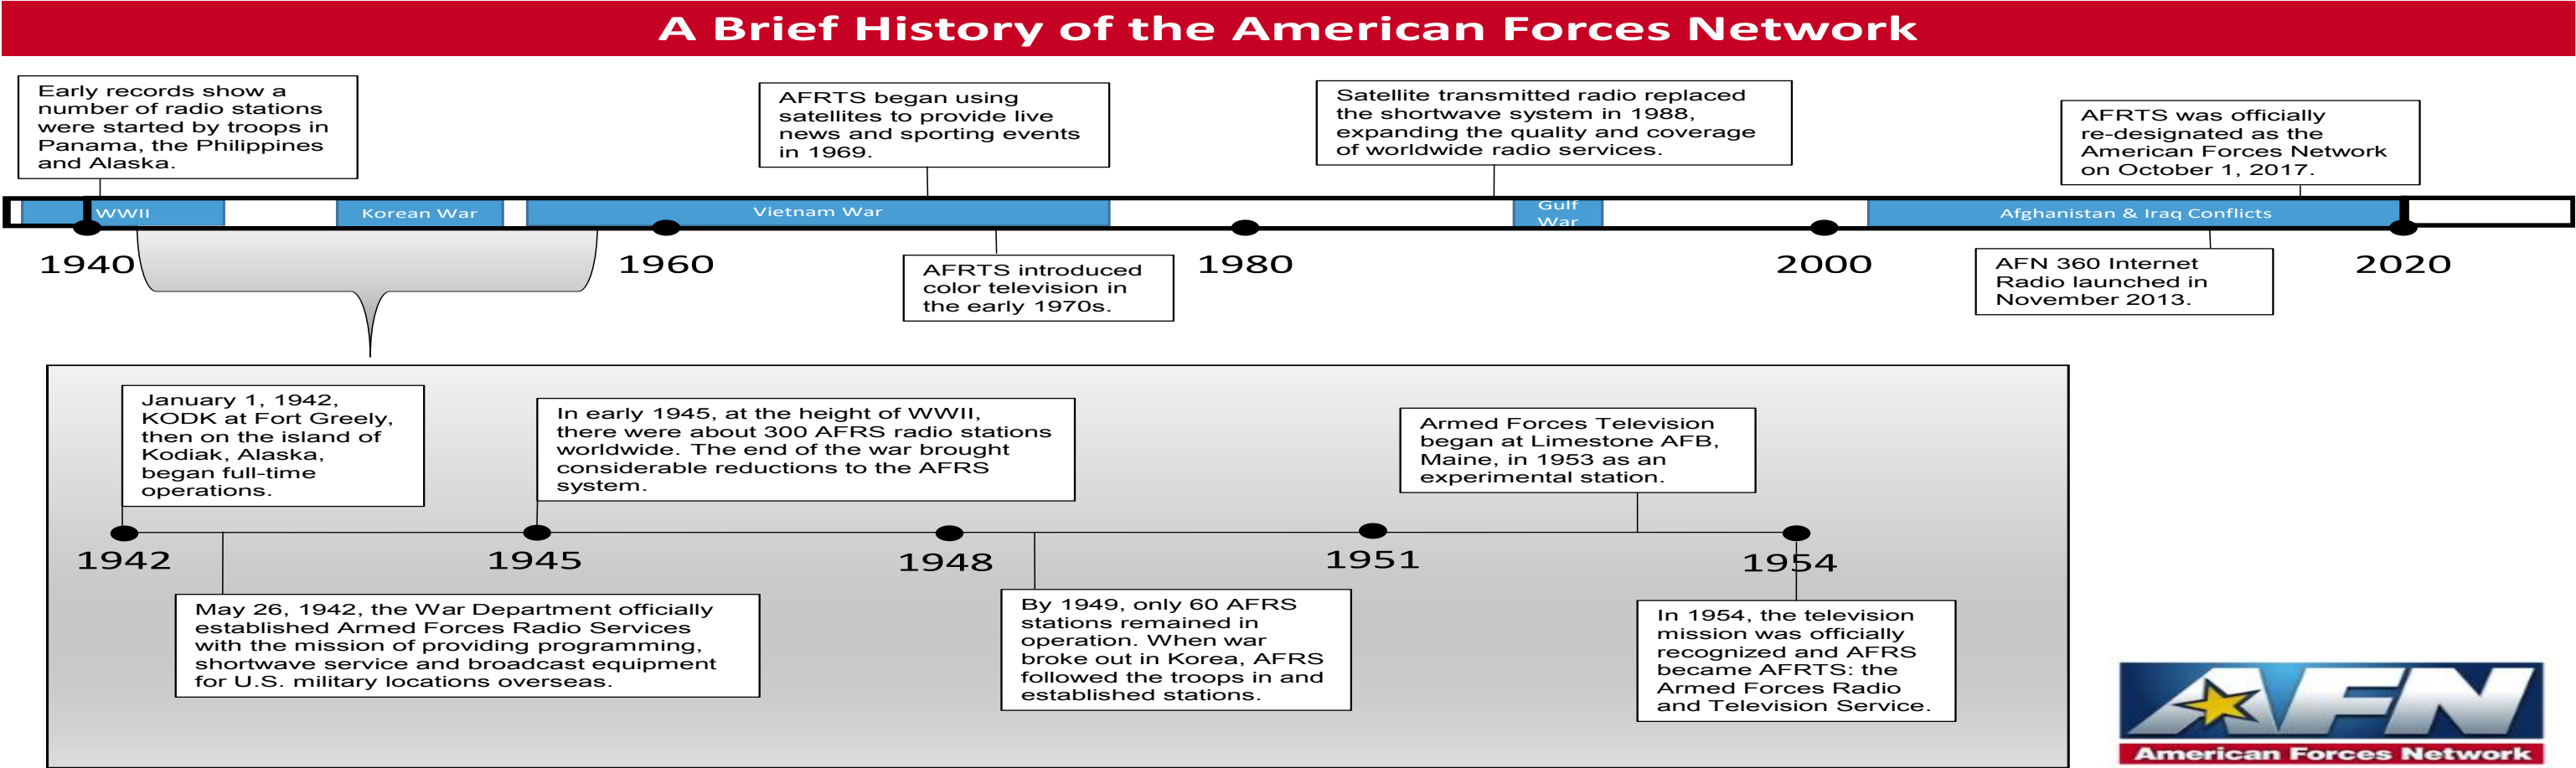 A Brief History of the American Forces Network
Early records show a
number of radio stations
were started by troops in
Panama, the Philippines
and Alaska.
AFRTS began using
satellites to provide live
news and sporting events
in 1969.
Satellite transmitted radio replaced
the shortwave system in 1988,
expanding the quality and coverage
of worldwide radio services.
AFRTS was officially
re-designated as the
American Forces Network
on October 1, 2017.
WWII
Korean War
Vietnam War
Gulf
War
Afghanistan & Iraq Conflicts
1940
1960
1980
2000
2020
AFRTS introduced
color television in
the early 1970s.
AFN 360 Internet
Radio launched in
November 2013.
January 1, 1942,
KODK at Fort Greely,
then on the island of
Kodiak, Alaska,
began full-time
operations.
In early 1945, at the height of WWII,
there were about 300 AFRS radio stations
worldwide. The end of the war brought
considerable reductions to the AFRS
system.
Armed Forces Television
began at Limestone AFB,
Maine, in 1953 as an
experimental station.
1942
1945
1948
1951
1954
May 26, 1942, the War Department officially
established Armed Forces Radio Services
with the mission of providing programming,
shortwave service and broadcast equipment
for U.S. military locations overseas.
By 1949, only 60 AFRS
stations remained in
operation. When war
broke out in Korea, AFRS
followed the troops in and
established stations.
In 1954, the television
mission was officially
recognized and AFRS
became AFRTS: the
Armed Forces Radio
and Television Service.
AFN
American Forces Network